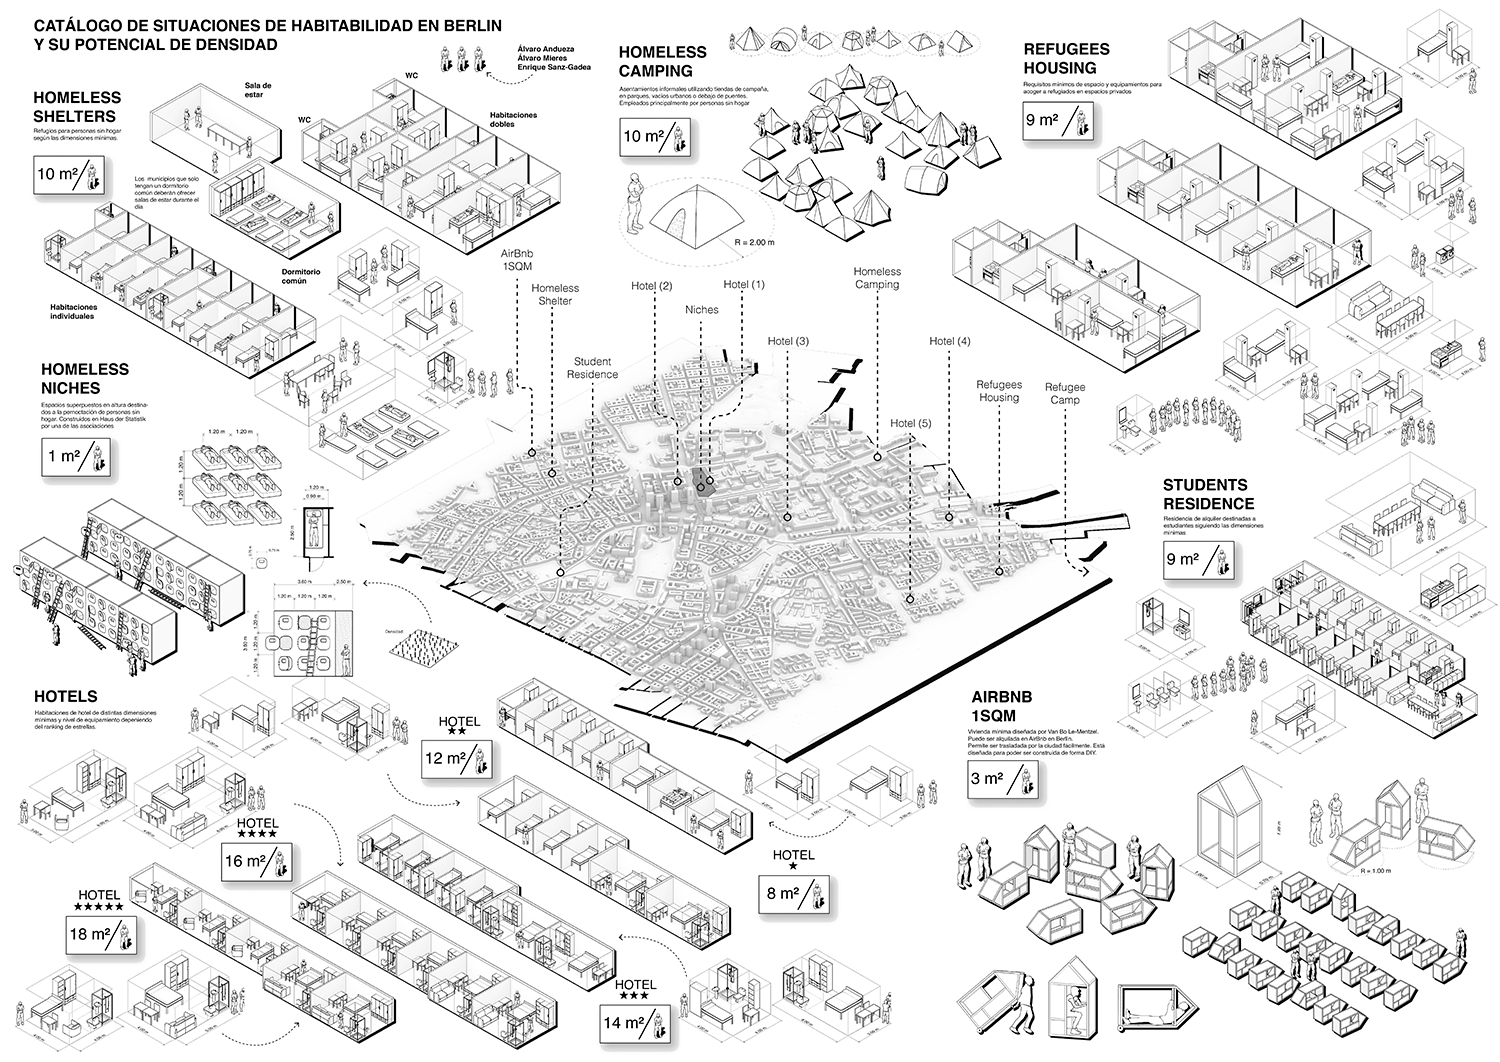 CATÁLOGO DE SITUACIONES DE HABITABILIDAD EN BERLIN
Y SU POTENCIAL DE DENSIDAD
Álvaro Andueza
Álvaro Mieres
Enrique Sanz-Gadea
HOMELESS
SHELTERS
Refugios para personas sin hogar
según las dimensiones mínimas.
10 m²/
Sala de
estar
WC
WC
Habitaciones
dobles
Los municipios que solo
tengan un dormitorio
común deberán ofrecer
salas de estar durante el
día
Dormitorio
común
Habitaciones
individuales
HOMELESS
NICHES
Espacios superpuestos en altura destina-
dos a la pernoctación de personas sin
hogar. Construidos en Haus der Statistik
por una de las asociaciones
1 m²/
1.20 m
1.20 m
1.20 m
1.20 m
1.20 m
0.90 m
3.60 m
2.50 m
1.20 m
1.20 m
1.20 m
3.60 m
1.20 m
1.20 m
1.20 m
Densidad
HOMELESS
CAMPING
Asentamientos informales utilizando tiendas de campaña,
en parques, vacíos urbanos o debajo de puentes.
Empleados principalmente por personas sin hogar
10 m²/
R = 2.00 m
REFUGEES
HOUSING
Requisitos mínimos de espacio y equipamientos para
acoger a refugiados en espacios privados
9 m²/
AirBnb
1SQM
Homeless
Shelter
Student
Residence
Hotel (2)
Niches
Hotel (1)
Hotel (3)
Homeless
Camping
Hotel (4)
Hotel (5)
Refugees
Housing
Refugee
Camp
STUDENTS
RESIDENCE
Residencia de alquiler destinadas a
estudiantes siguiendo las dimensiones
mínimas
9 m²/
HOTELS
Habitaciones de hotel de distintas dimensiones
mínimas y nivel de equipamiento dependiendo
del ranking de estrellas.
HOTEL
★★
12 m²/
HOTEL
★
8 m²/
HOTEL
★★★★
16 m²/
HOTEL
★★★★★
18 m²/
HOTEL
★★★
14 m²/
AIRBNB
1SQM
Vivienda mínima diseñada por Van Bo Le-Mentzel.
Puede ser alquilada en AirBnb en Berlín.
Permite ser trasladada por la ciudad facilmente. Está
diseñada para poder ser construida de forma DIY.
3 m²/
R = 1.00 m